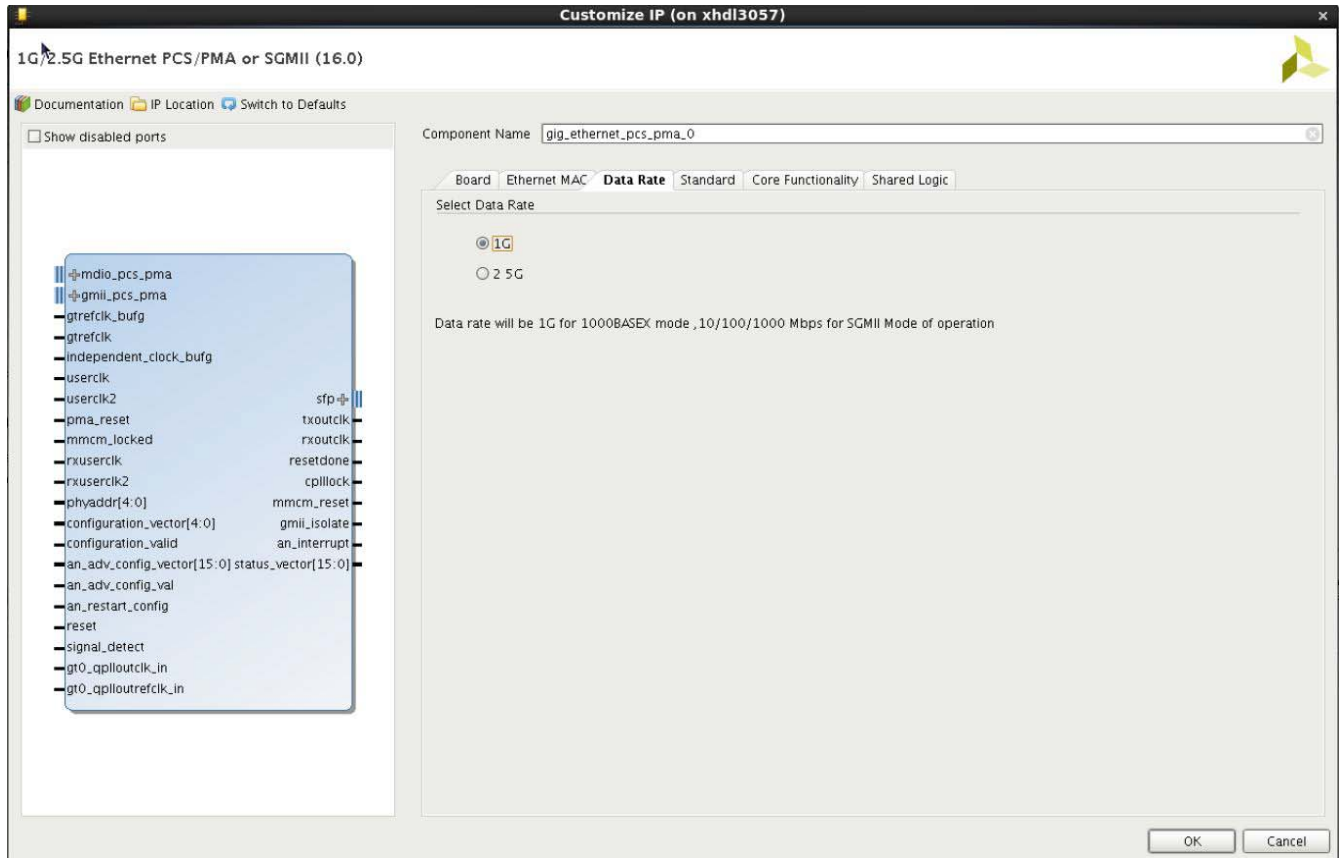 Customize IP (on xhdl3057)
1G/2.5G Ethernet PCS/PMA or SGMII (16.0)
Documentation IP Location Switch to Defaults
Show disabled ports
mdio_pcs_pma
gmii_pcs_pma
gtrefclk_bufg
gtrefclk
independent_clock_bufg
userclk
userclk2 sfp
pma_reset txoutclk
mmcm_locked rxoutclk
rxuserclk resetdone
rxuserclk2 cplllock
phyaddr[4:0] mmcm_reset
configuration_vector[4:0] gmii_isolate
configuration_valid an_interrupt
an_adv_config_vector[15:0] status_vector[15:0]
an_adv_config_val
an_restart_config
reset
signal_detect
gt0_qplloutclk_in
gt0_qplloutrefclk_in
Component Name gig_ethernet_pcs_pma_0
Board Ethernet MAC Data Rate Standard Core Functionality Shared Logic
Select Data Rate
1G
2 5G
Data rate will be 1G for 1000BASEX mode ,10/100/1000 Mbps for SGMII Mode of operation
OK Cancel